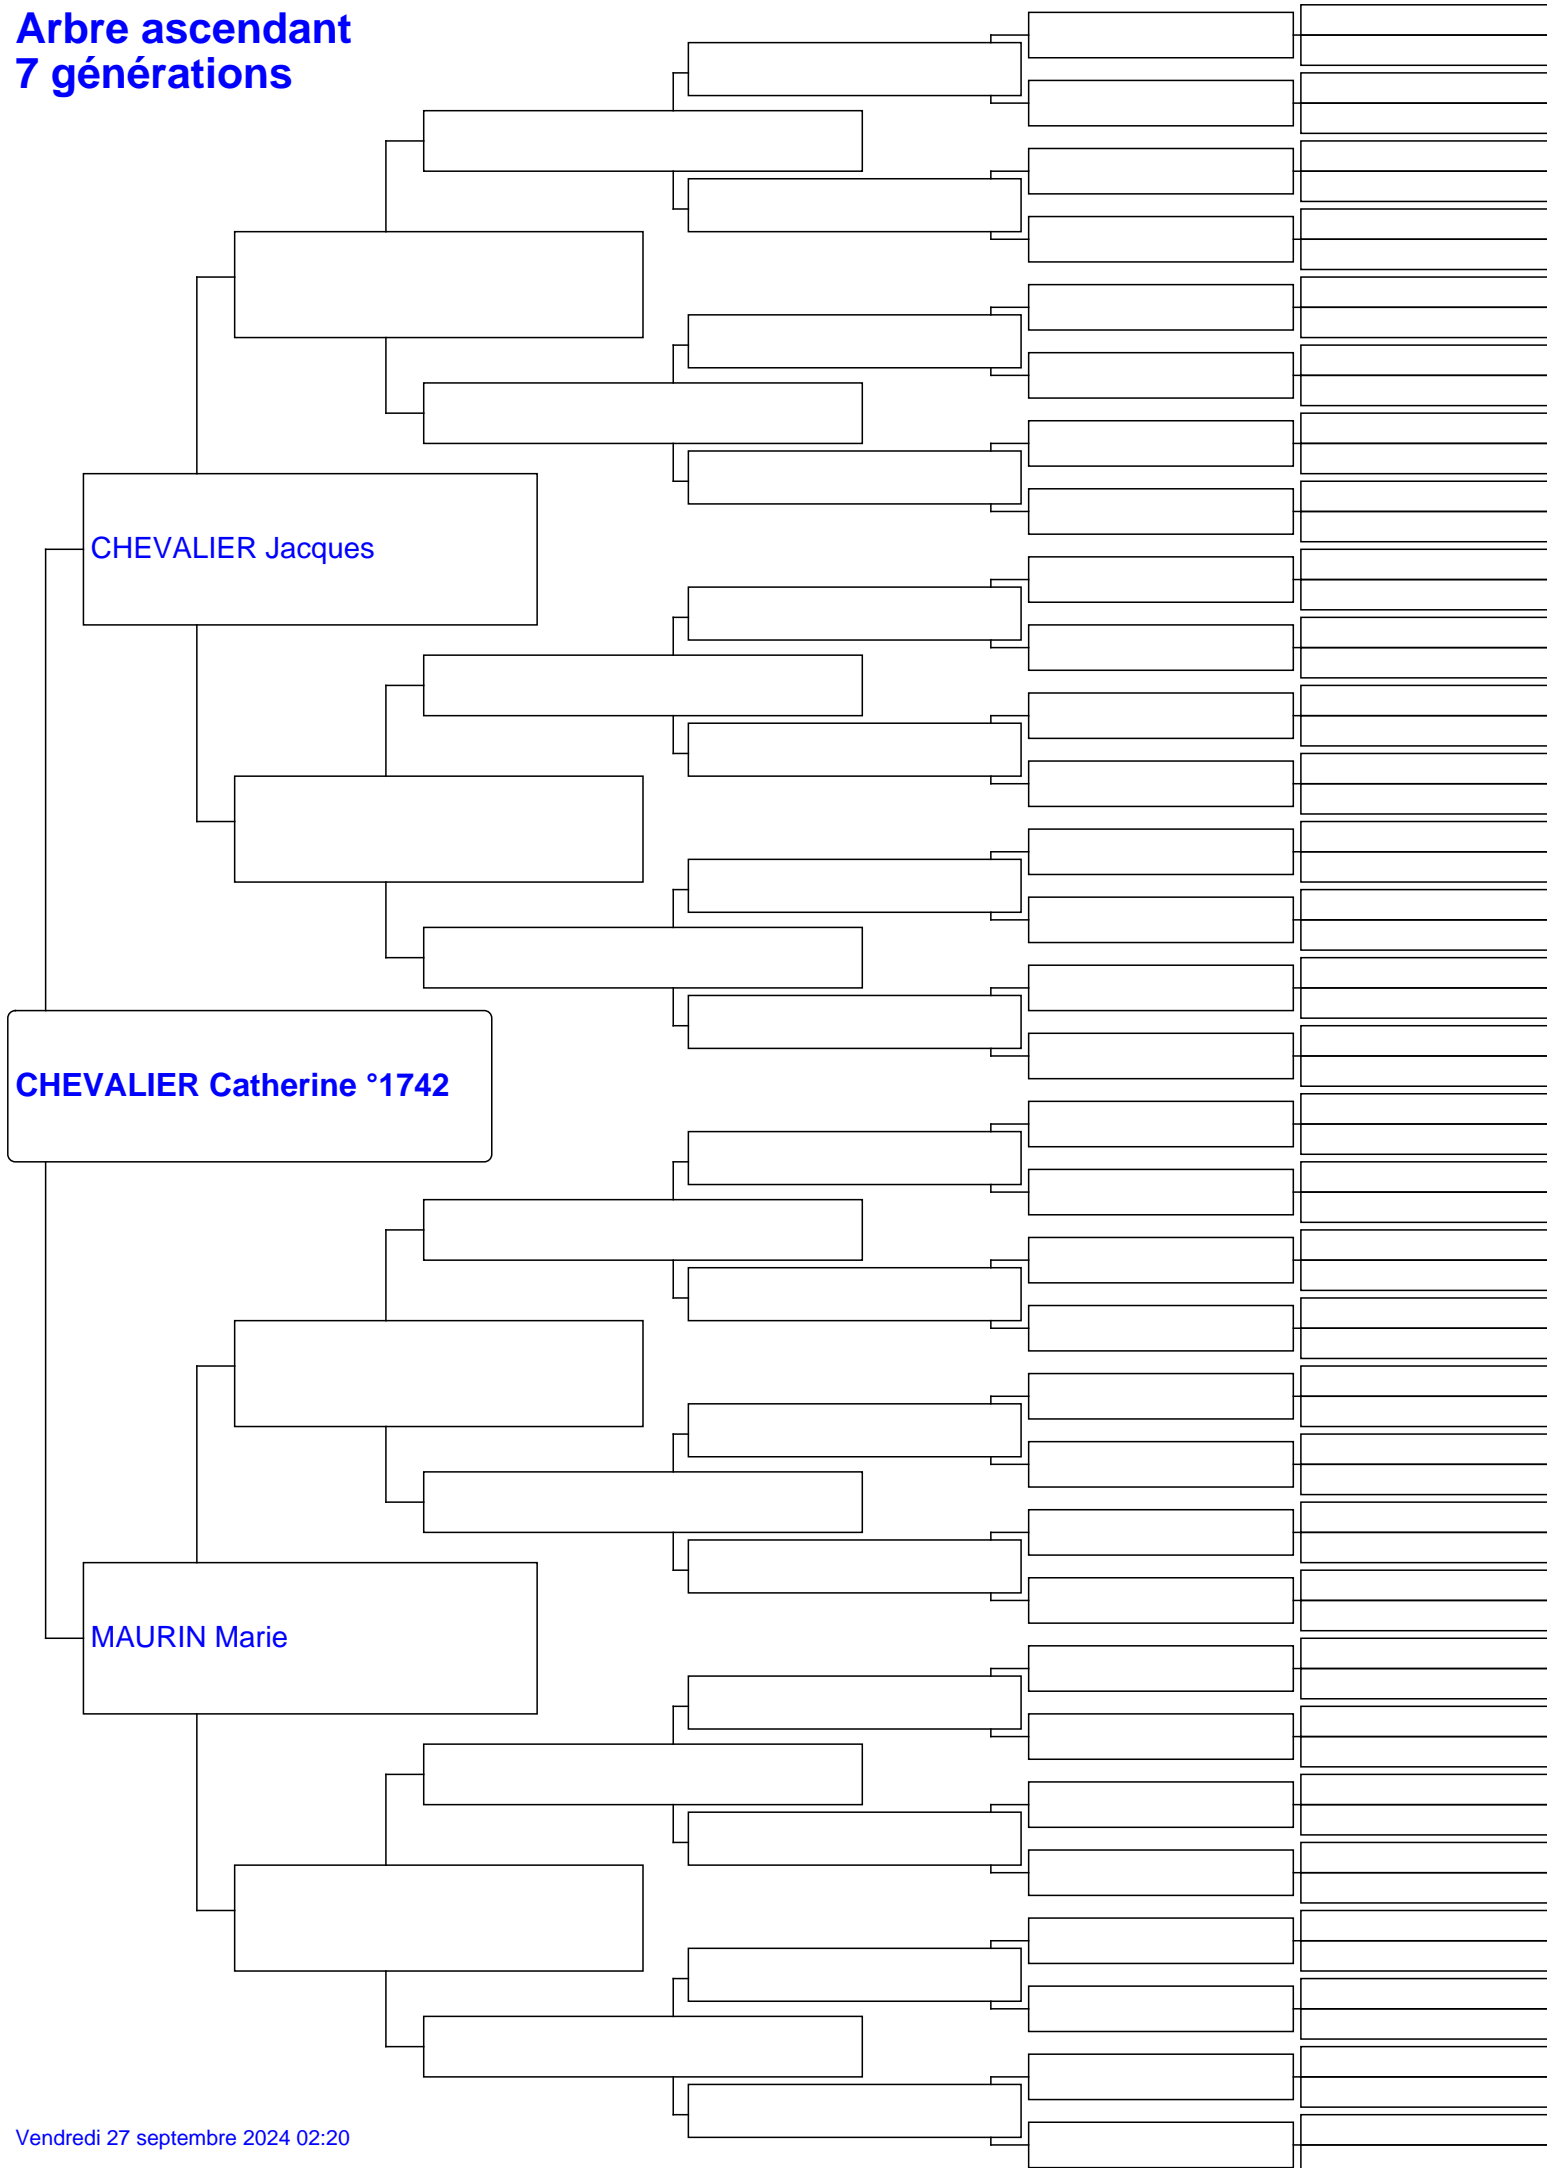 Arbre ascendant
7 générations
CHEVALIER Jacques
CHEVALIER Catherine °1742
MAURIN Marie
Vendredi 27 septembre 2024 02:20